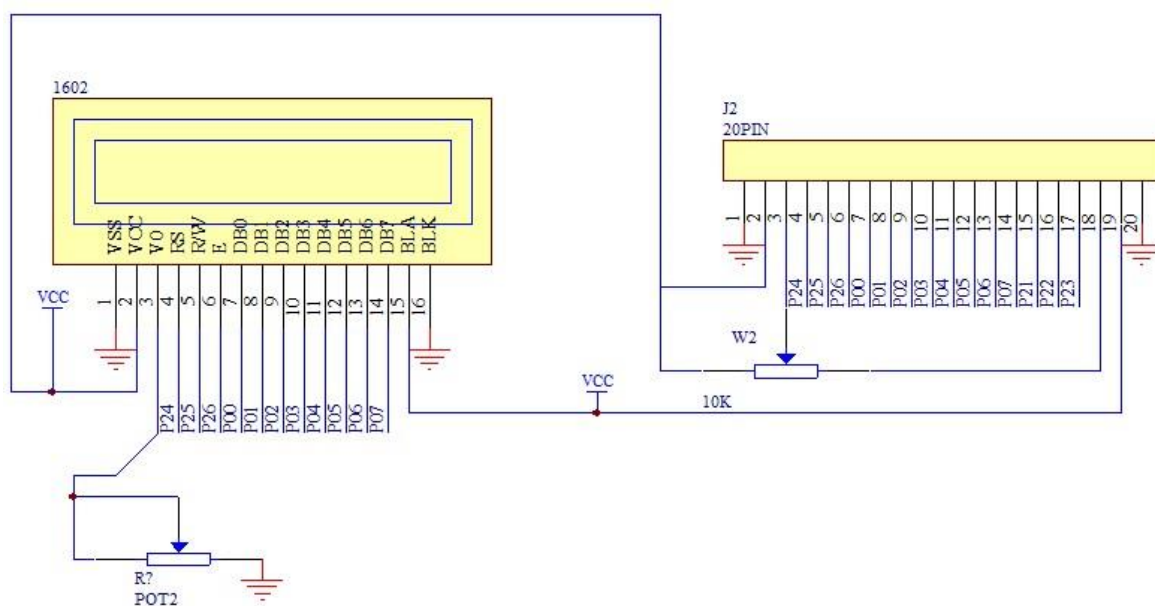 1602
VSS VCC V0 RS R/W E DB0 DB1 DB2 DB3 DB4 DB5 DB6 DB7 BLA BLK
1 2 3 4 5 6 7 8 9 10 11 12 13 14 15 16
VCC
P24 P25 P26 P00 P01 P02 P03 P04 P05 P06 P07
R?
POT2
J2
20PIN
1 2 3 4 5 6 7 8 9 10 11 12 13 14 15 16 17 18 19 20
P24 P25 P26 P00 P01 P02 P03 P04 P05 P06 P07 P21 P22 P23
W2
VCC
10K